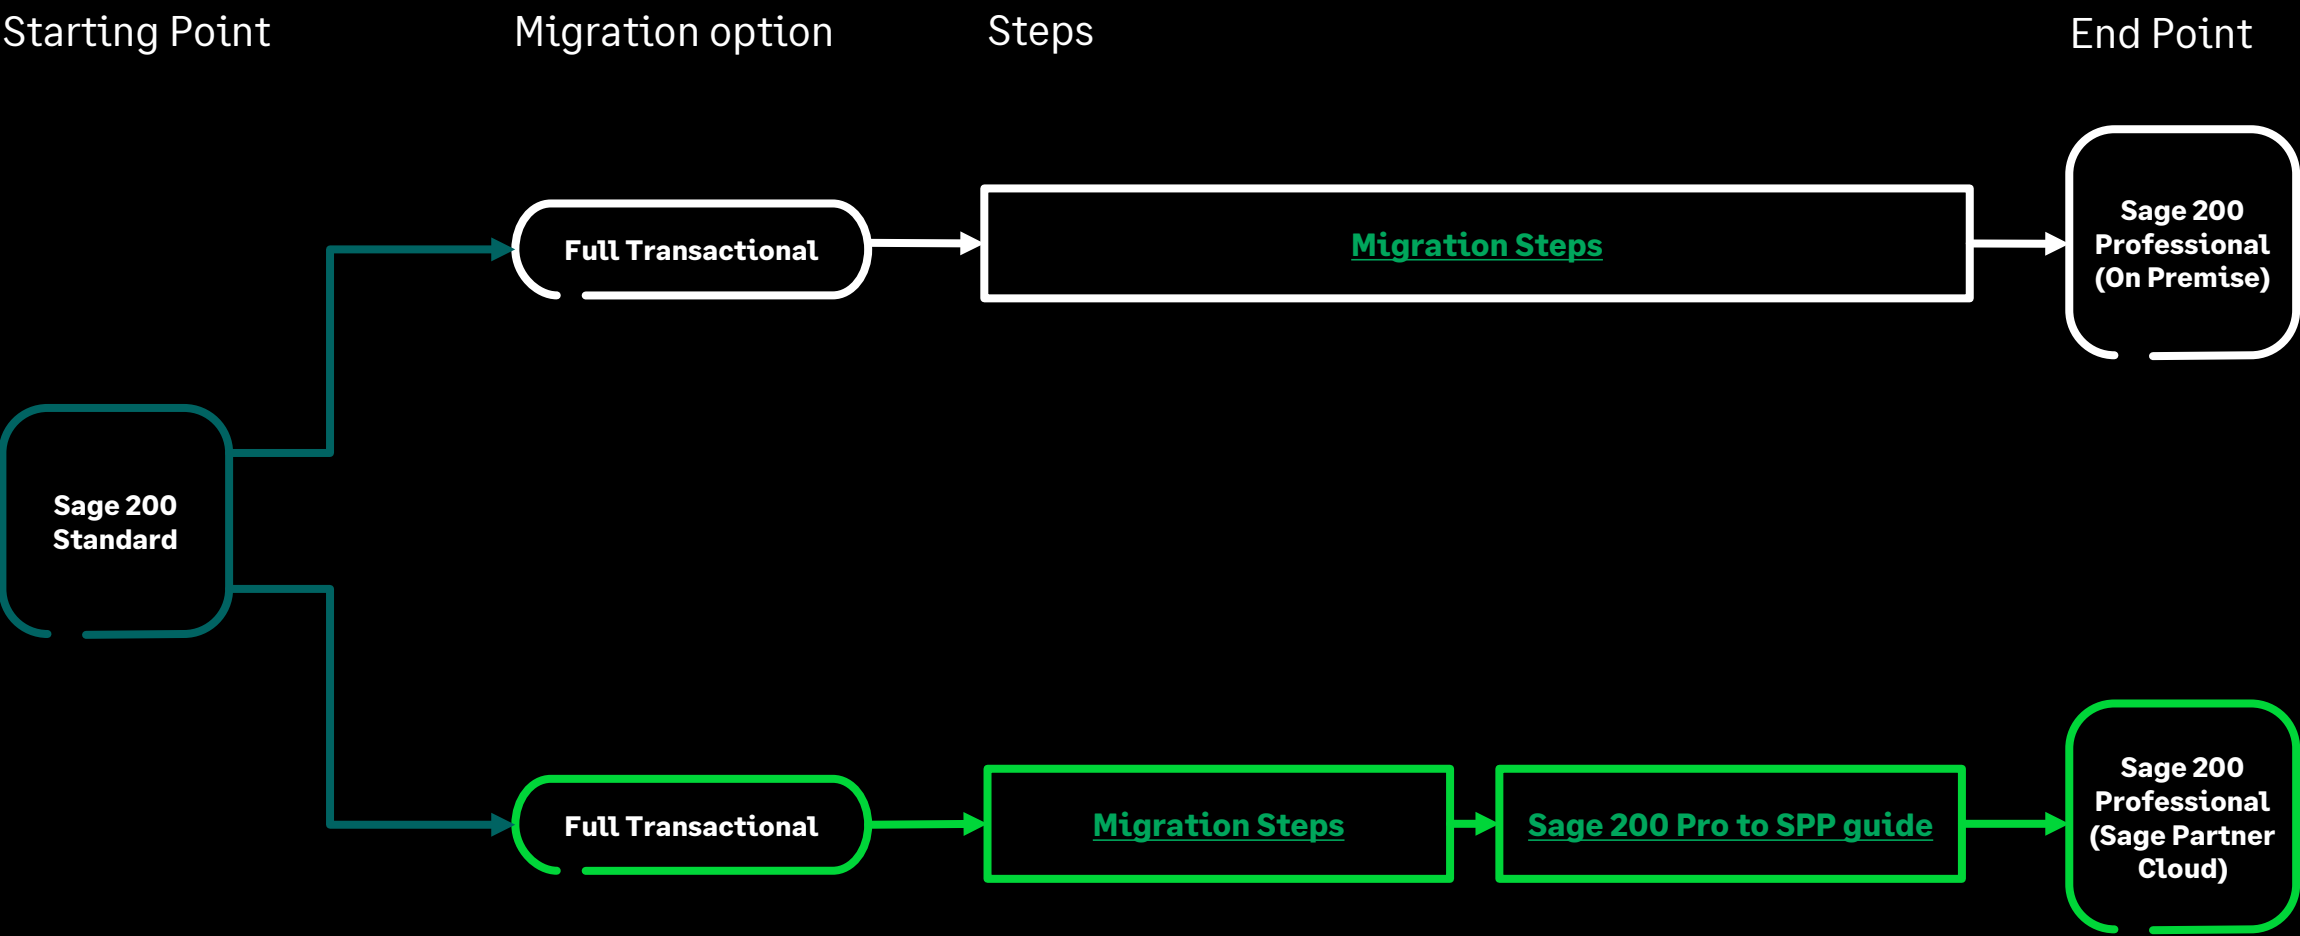 Starting Point
Migration option
Steps
End Point
Full Transactional
Migration Steps
Sage 200
Professional
(On Premise)
Sage 200
Standard
Full Transactional
Migration Steps
Sage 200 Pro to SPP guide
Sage 200
Professional
(Sage Partner
Cloud)